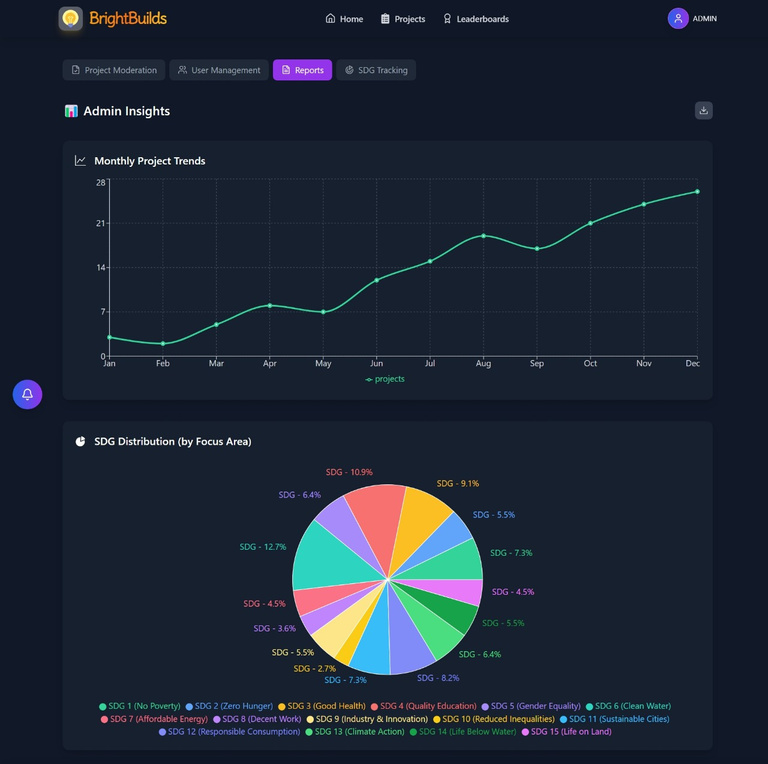 BrightBuilds
Home Projects Leaderboards
ADMIN
Project Moderation User Management Reports SDG Tracking
Admin Insights
Monthly Project Trends
28
21
14
7
0
Jan Feb Mar Apr May Jun Jul Aug Sep Oct Nov Dec
projects
SDG Distribution (by Focus Area)
SDG - 10.9%
SDG - 9.1%
SDG - 6.4%
SDG - 5.5%
SDG - 12.7%
SDG - 7.3%
SDG - 4.5%
SDG - 4.5%
SDG - 3.6%
SDG - 5.5%
SDG - 5.5%
SDG - 6.4%
SDG - 2.7%
SDG - 7.3%
SDG - 8.2%
SDG 1 (No Poverty) SDG 2 (Zero Hunger) SDG 3 (Good Health) SDG 4 (Quality Education) SDG 5 (Gender Equality) SDG 6 (Clean Water)
SDG 7 (Affordable Energy) SDG 8 (Decent Work) SDG 9 (Industry & Innovation) SDG 10 (Reduced Inequalities) SDG 11 (Sustainable Cities)
SDG 12 (Responsible Consumption) SDG 13 (Climate Action) SDG 14 (Life Below Water) SDG 15 (Life on Land)